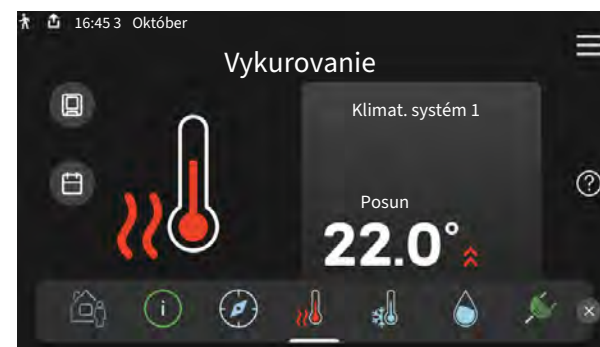 16:45 3 Október
Vykurovanie
Klimat. systém 1
Posun
22.0°
i
?